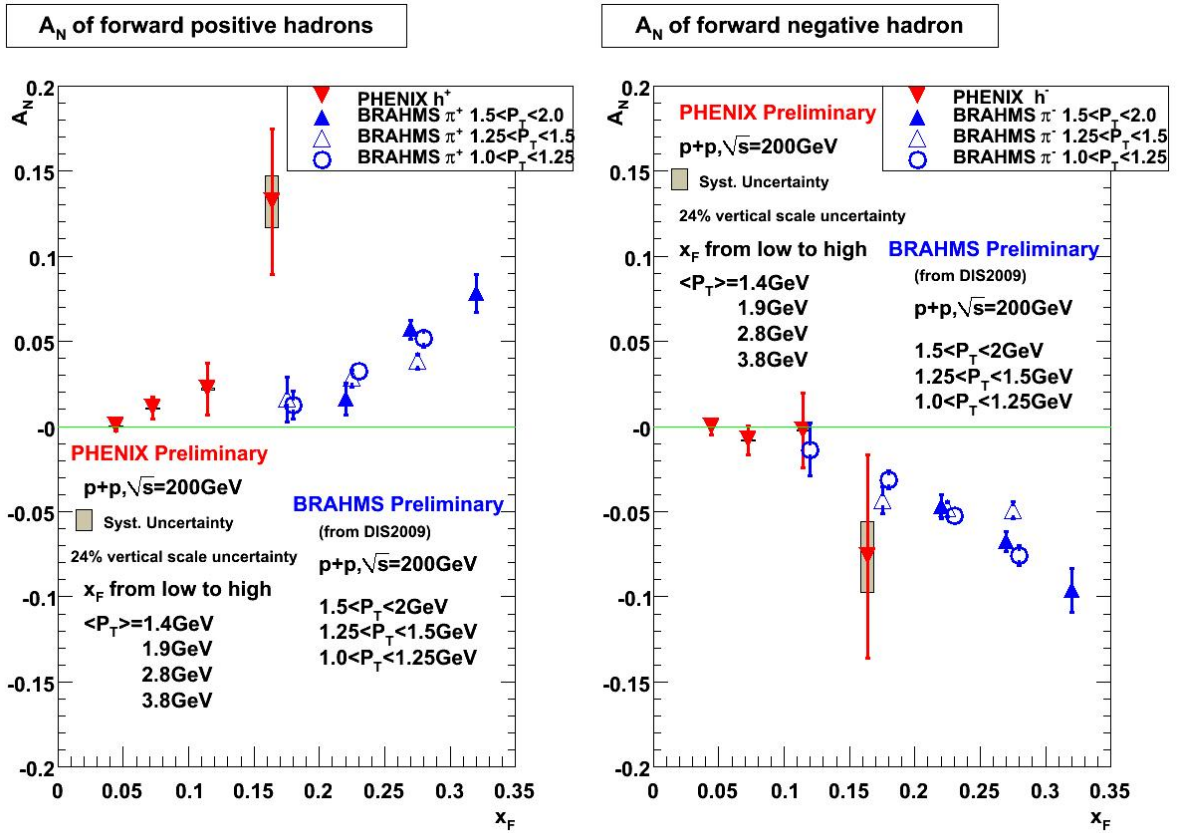 A_N of forward positive hadrons
A_N
0.2
0.15
0.1
0.05
-0
-0.05
-0.1
-0.15
-0.2
PHENIX h⁺
BRAHMS π⁺ 1.5<P_T<2.0
BRAHMS π⁺ 1.25<P_T<1.5
BRAHMS π⁺ 1.0<P_T<1.25
PHENIX Preliminary
p+p,√s=200GeV
Syst. Uncertainty
24% vertical scale uncertainty
x_F from low to high
<P_T>=1.4GeV
1.9GeV
2.8GeV
3.8GeV
BRAHMS Preliminary
(from DIS2009)
p+p,√s=200GeV
1.5<P_T<2GeV
1.25<P_T<1.5GeV
1.0<P_T<1.25GeV
0 0.05 0.1 0.15 0.2 0.25 0.3 0.35
x_F
A_N of forward negative hadron
A_N
0.2
0.15
0.1
0.05
-0
-0.05
-0.1
-0.15
-0.2
PHENIX h⁻
BRAHMS π⁻ 1.5<P_T<2.0
BRAHMS π⁻ 1.25<P_T<1.5
BRAHMS π⁻ 1.0<P_T<1.25
PHENIX Preliminary
p+p,√s=200GeV
Syst. Uncertainty
24% vertical scale uncertainty
x_F from low to high
<P_T>=1.4GeV
1.9GeV
2.8GeV
3.8GeV
BRAHMS Preliminary
(from DIS2009)
p+p,√s=200GeV
1.5<P_T<2GeV
1.25<P_T<1.5GeV
1.0<P_T<1.25GeV
0 0.05 0.1 0.15 0.2 0.25 0.3 0.35
x_F